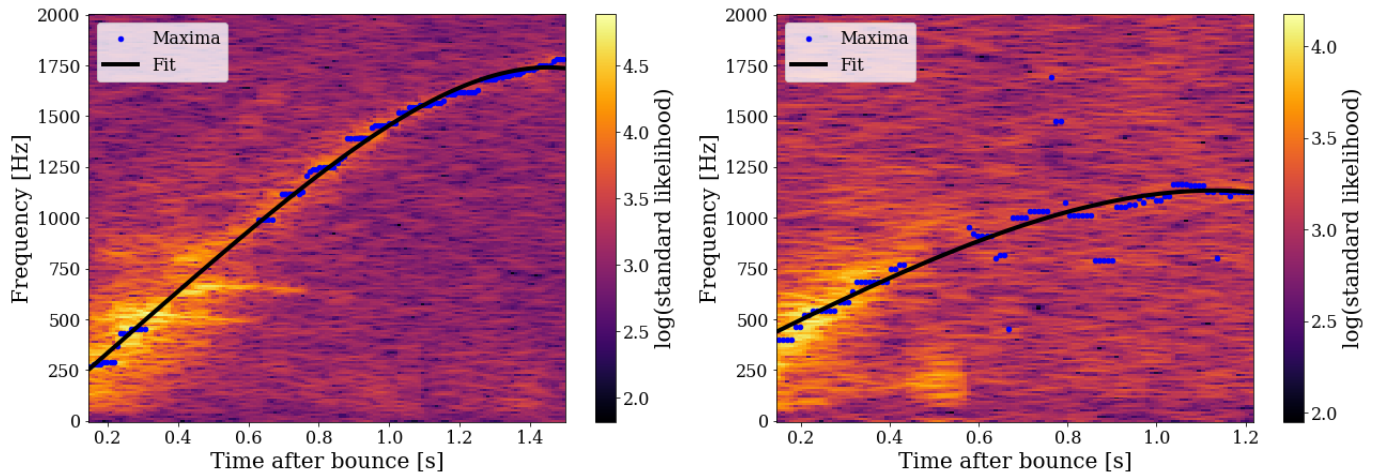 2000
1750
1500
1250
1000
750
500
250
0
Frequency [Hz]
Maxima
Fit
0.2 0.4 0.6 0.8 1.0 1.2 1.4
Time after bounce [s]
4.5
4.0
3.5
3.0
2.5
2.0
log(standard likelihood)
2000
1750
1500
1250
1000
750
500
250
0
Frequency [Hz]
Maxima
Fit
0.2 0.4 0.6 0.8 1.0 1.2
Time after bounce [s]
4.0
3.5
3.0
2.5
2.0
log(standard likelihood)